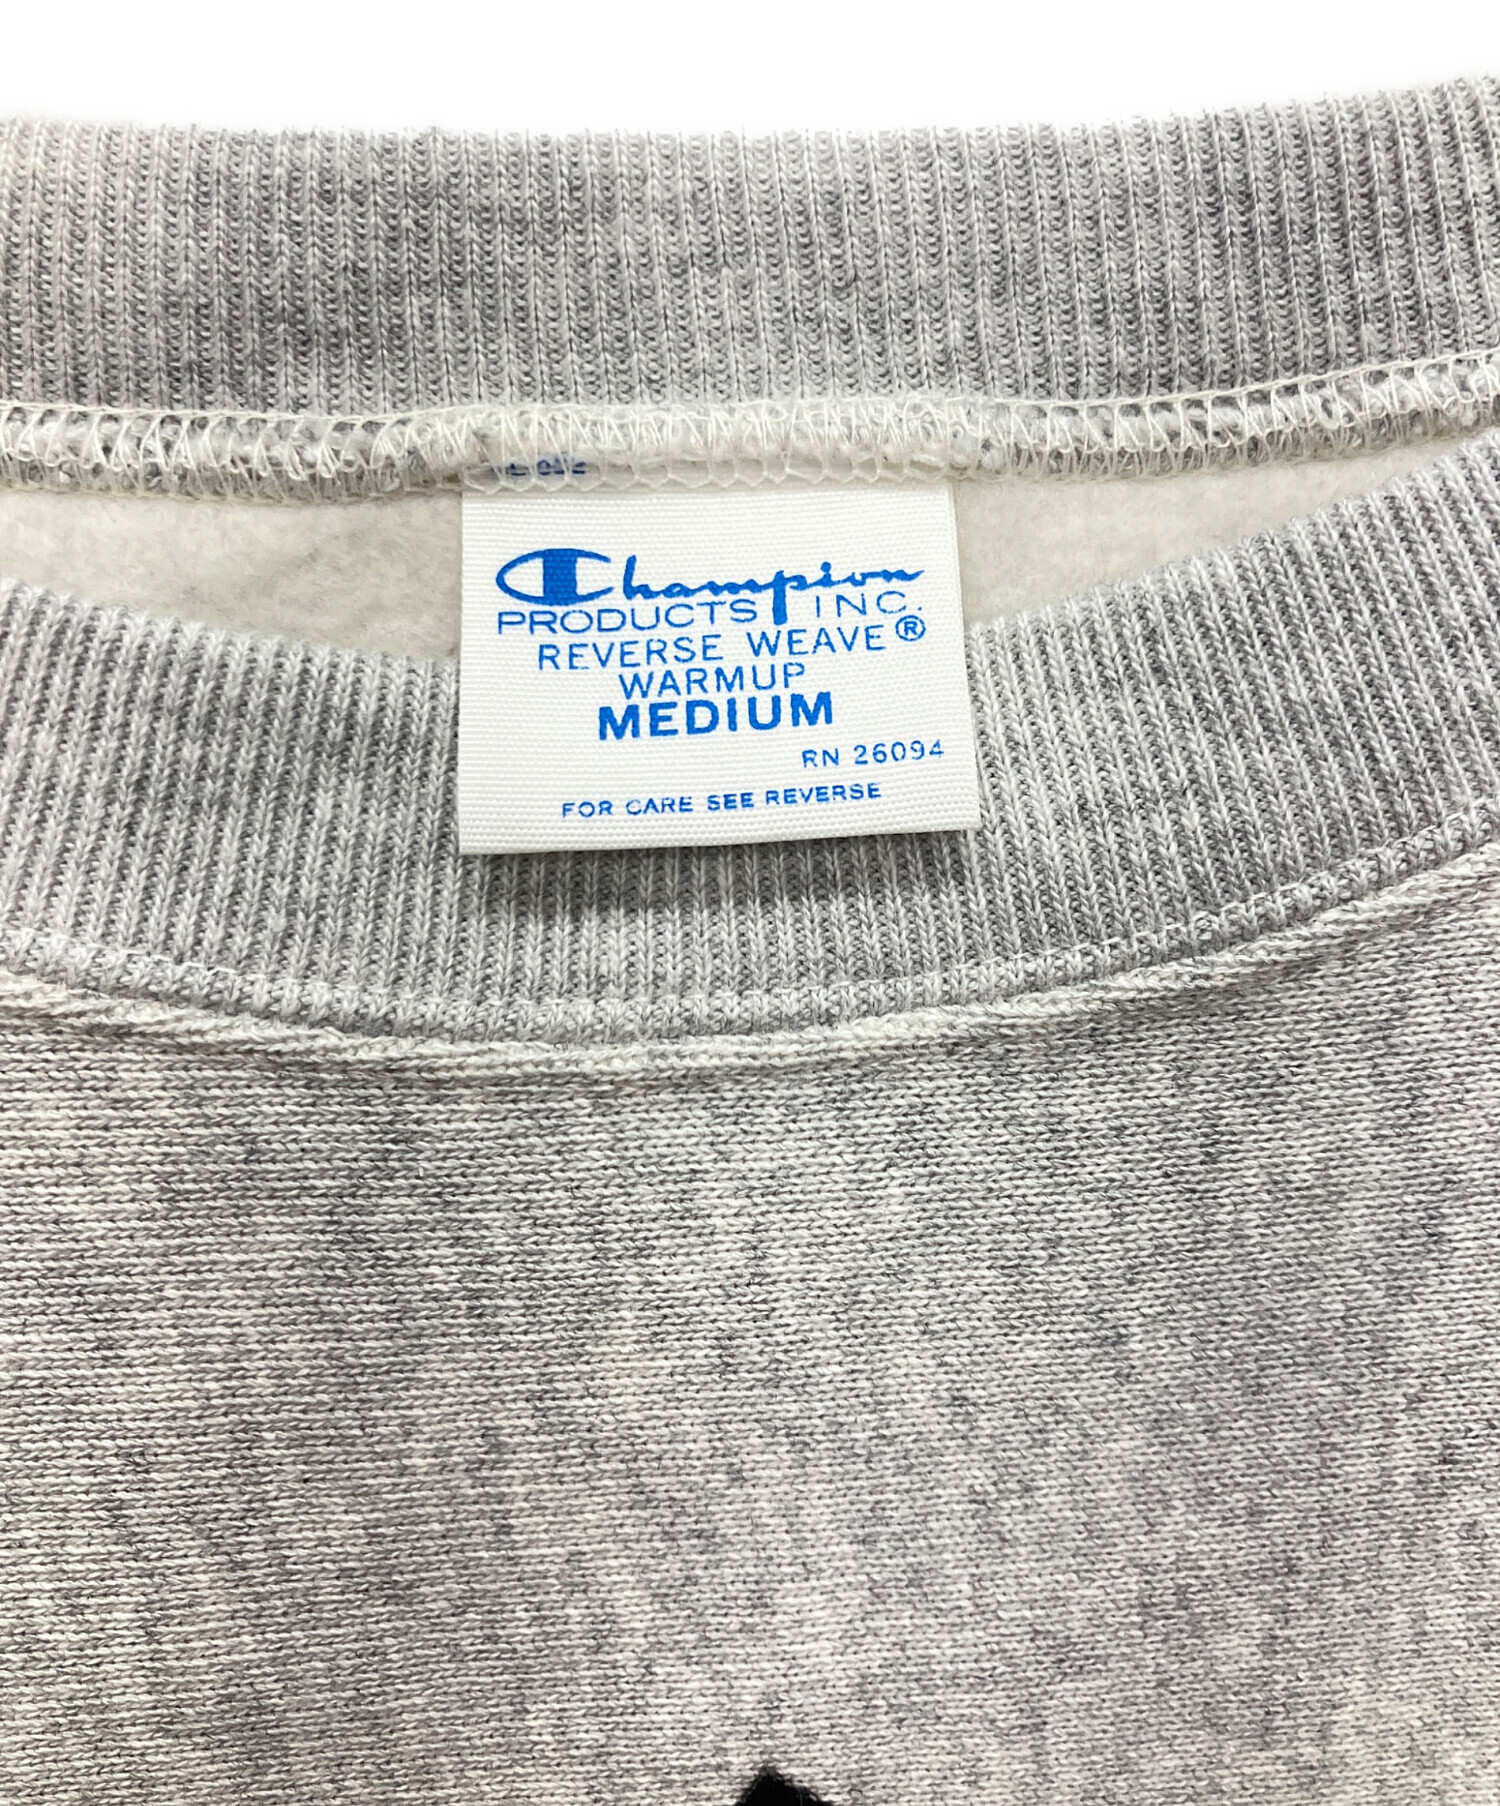 Champion
PRODUCTS INC.
REVERSE WEAVE®
WARMUP
MEDIUM
RN 26094
FOR CARE SEE REVERSE